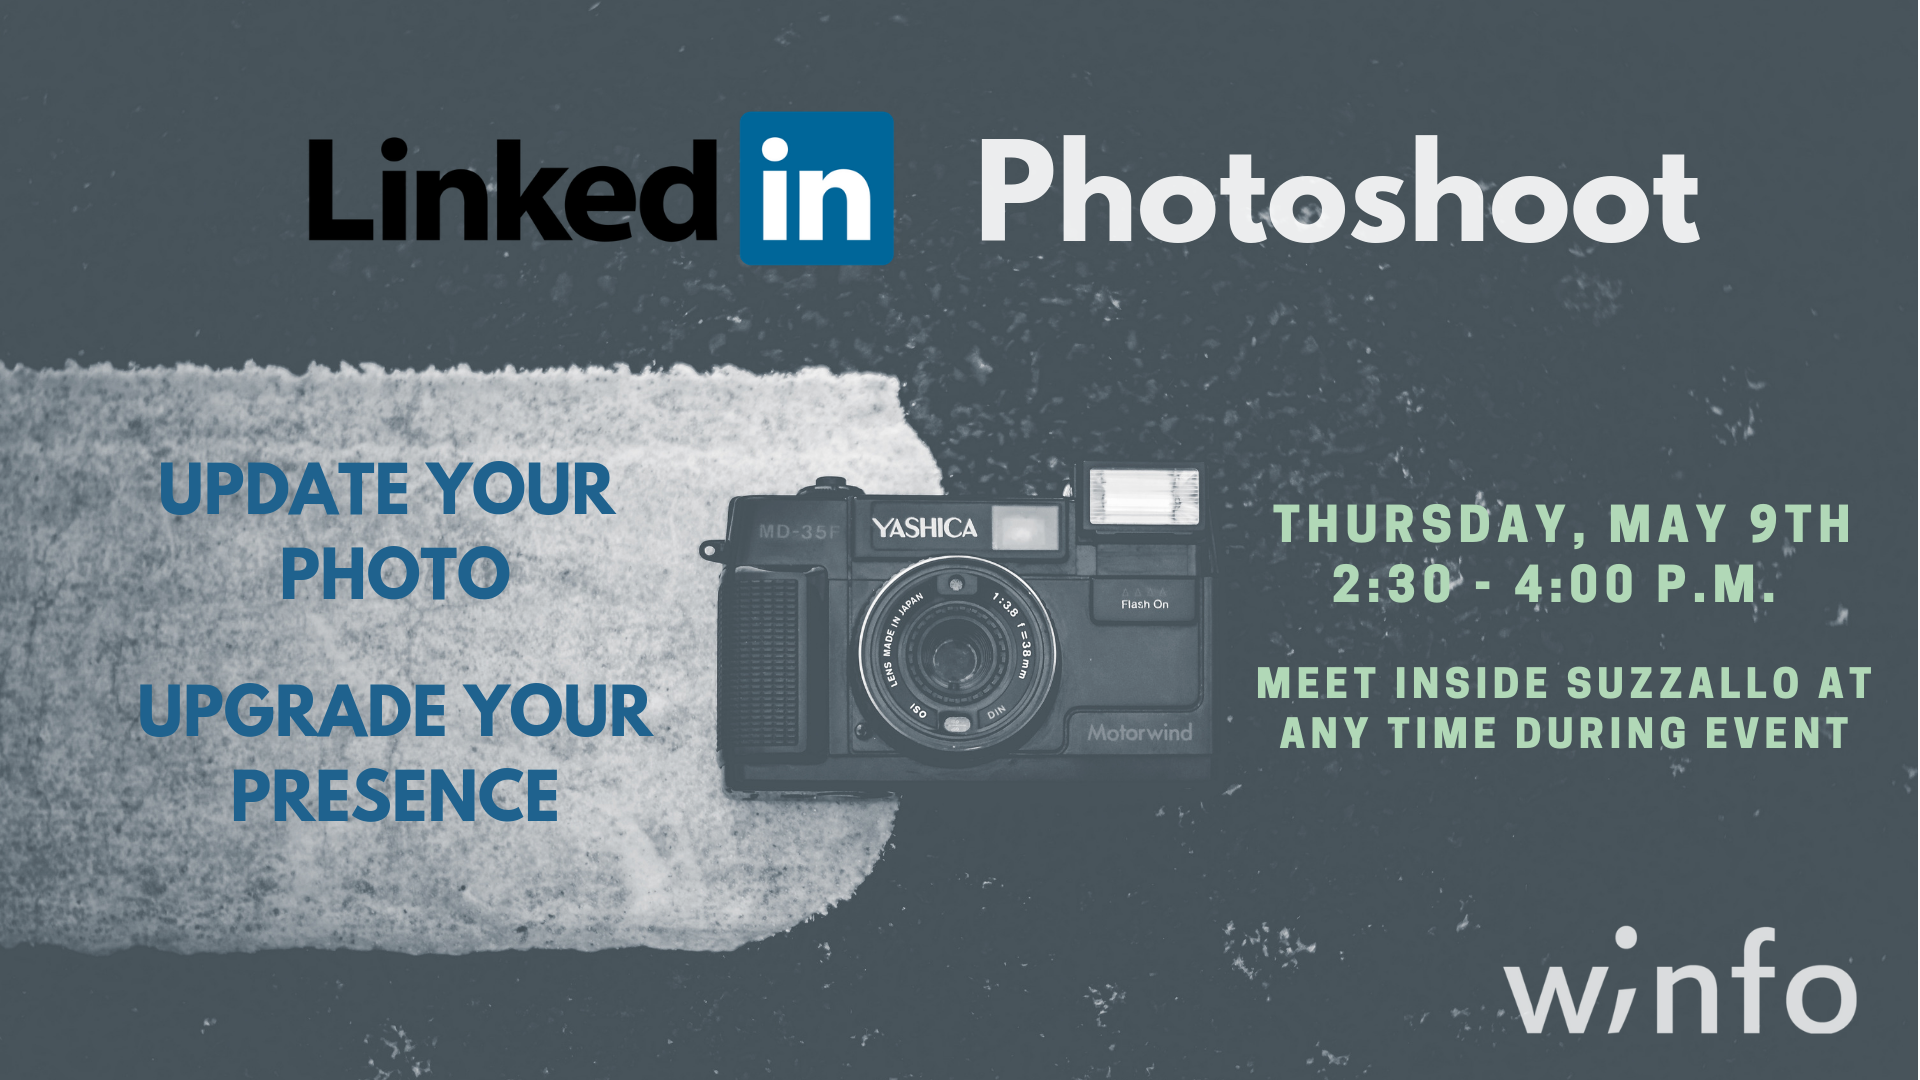 Linked in Photoshoot
UPDATE YOUR
PHOTO
UPGRADE YOUR
PRESENCE
MD-35F
YASHICA
Flash On
LENS MADE IN JAPAN
1:3.8 f=38mm
OSI
DIN
Motorwind
THURSDAY, MAY 9TH
2:30 - 4:00 P.M.
MEET INSIDE SUZZALLO AT
ANY TIME DURING EVENT
winfo